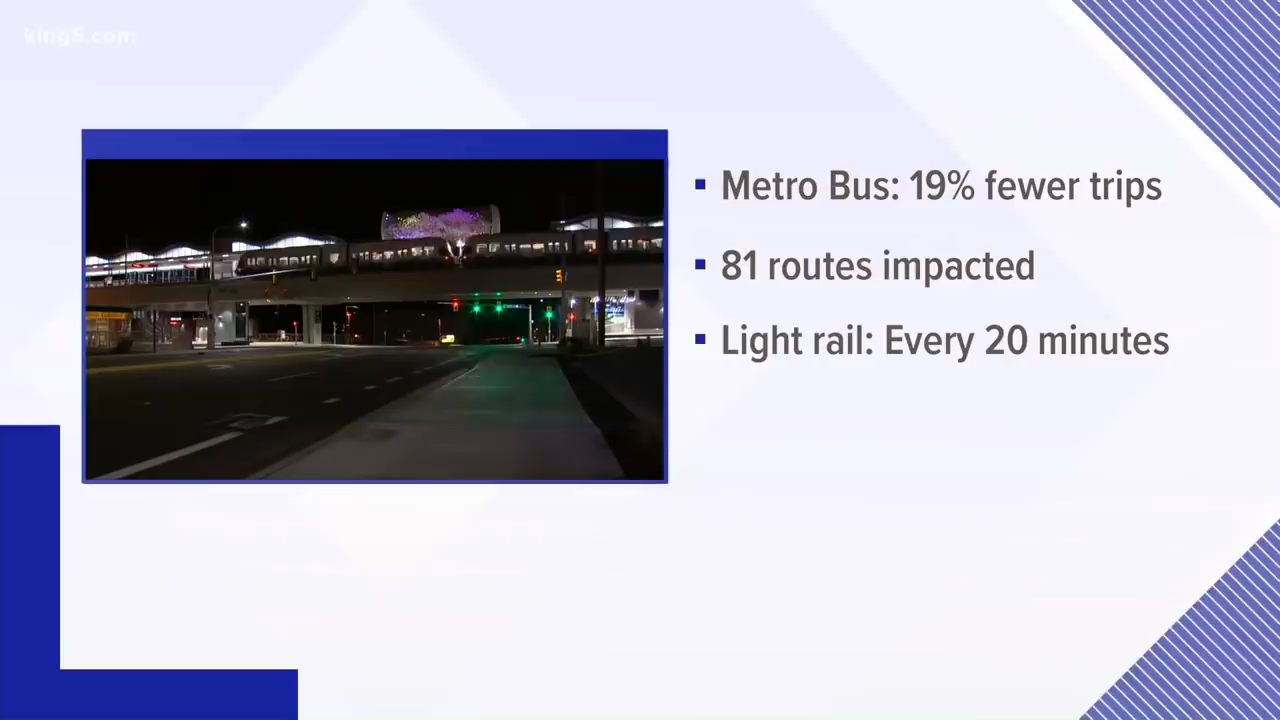 king5.com
Metro Bus: 19% fewer trips
81 routes impacted
Light rail: Every 20 minutes